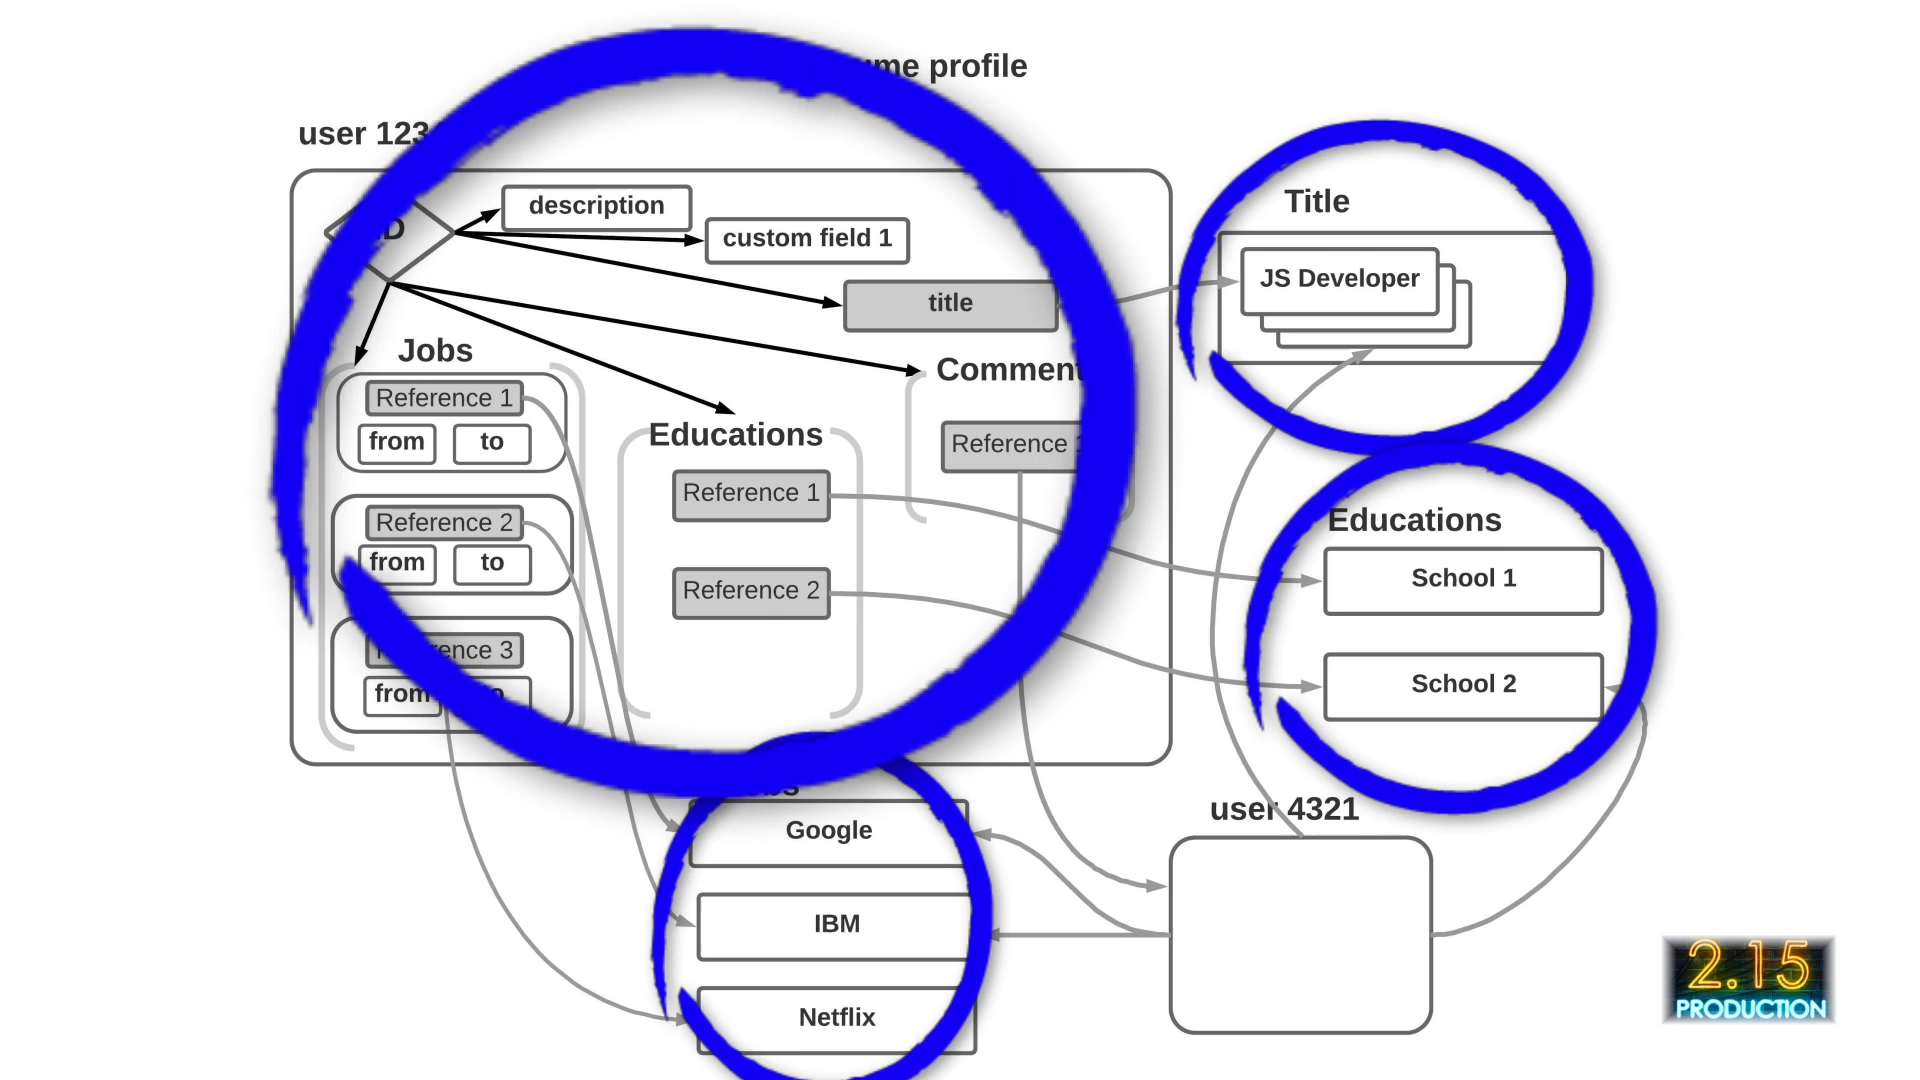 profile
user 123
description
custom field 1
title
Title
JS Developer
Jobs
Reference 1
from
to
Reference 2
from
to
3
from
Educations
Reference 1
Reference 2
Comment
Reference
Educations
School 1
School 2
Google
IBM
Netflix
user 4321
2.15
PRODUCTION